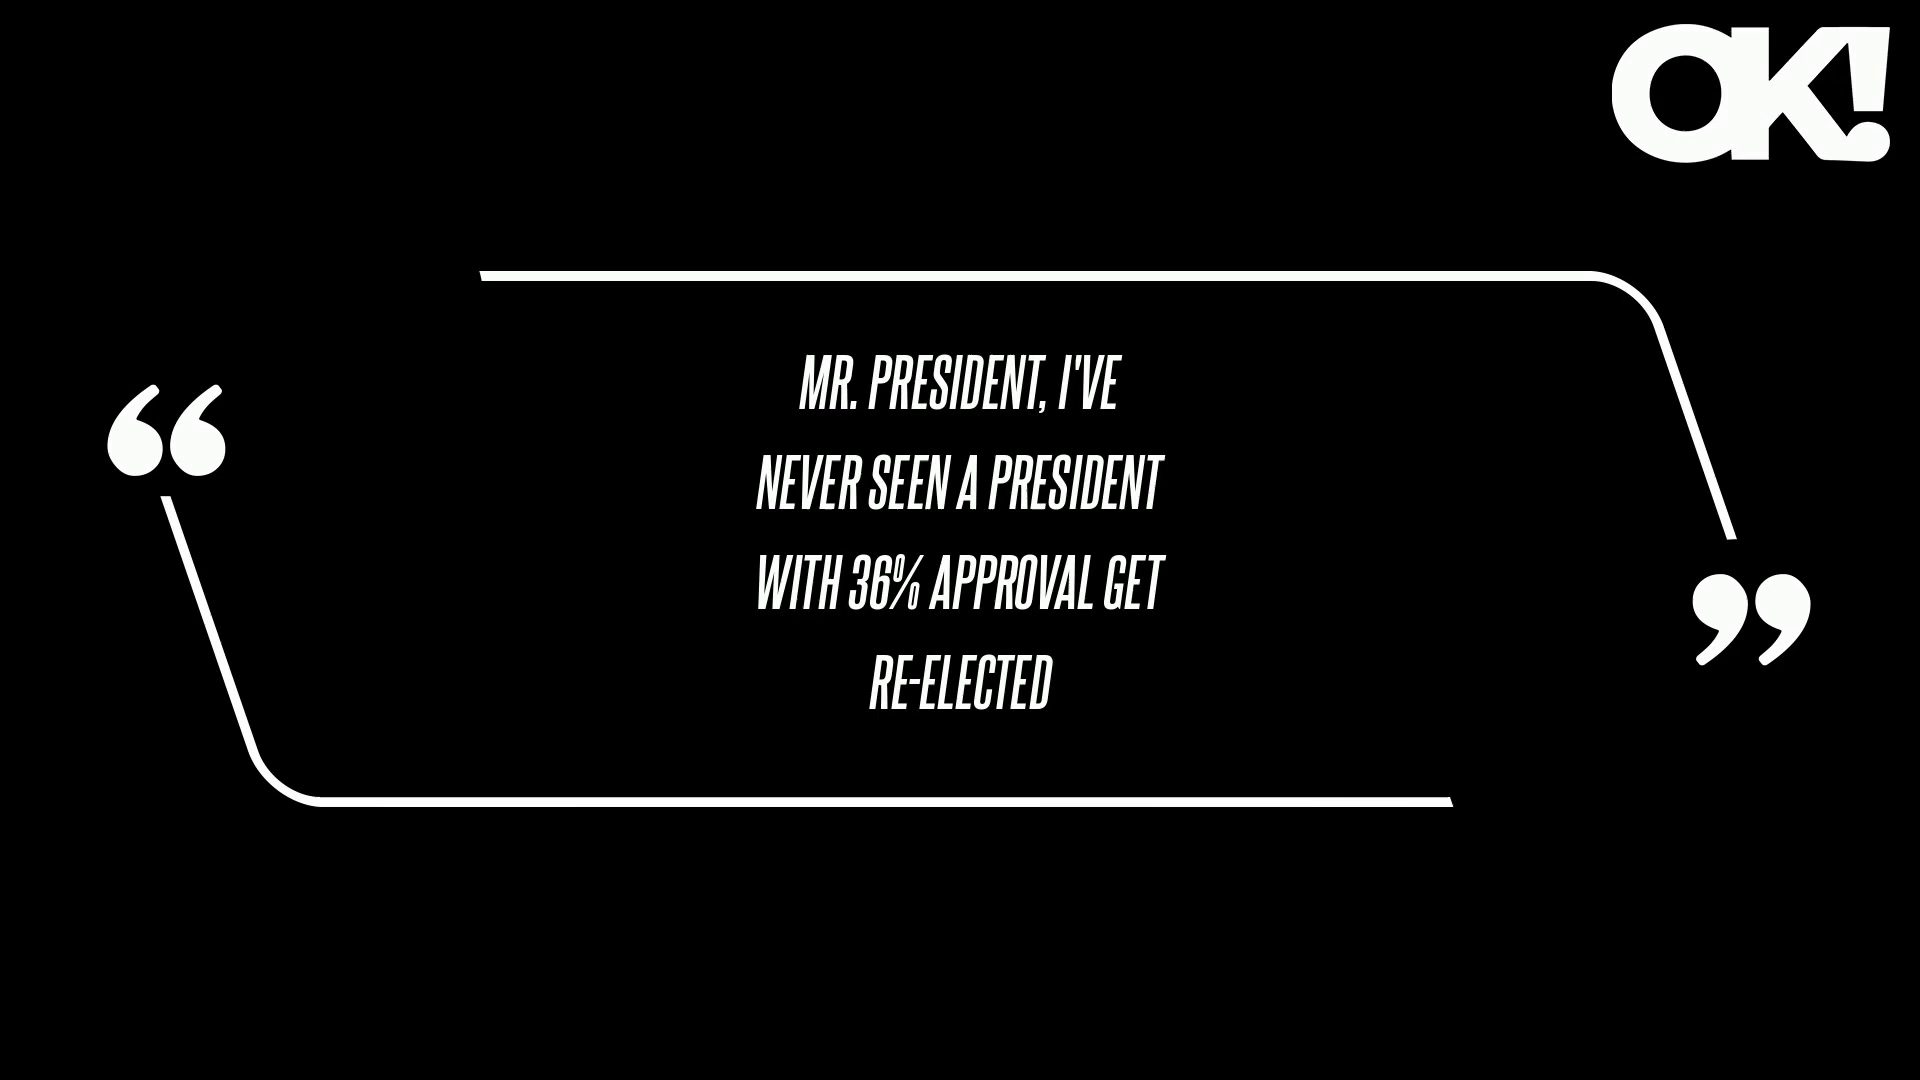 OK!
“
MR. PRESIDENT, I'VE
NEVER SEEN A PRESIDENT
WITH 36% APPROVAL GET
RE-ELECTED
”